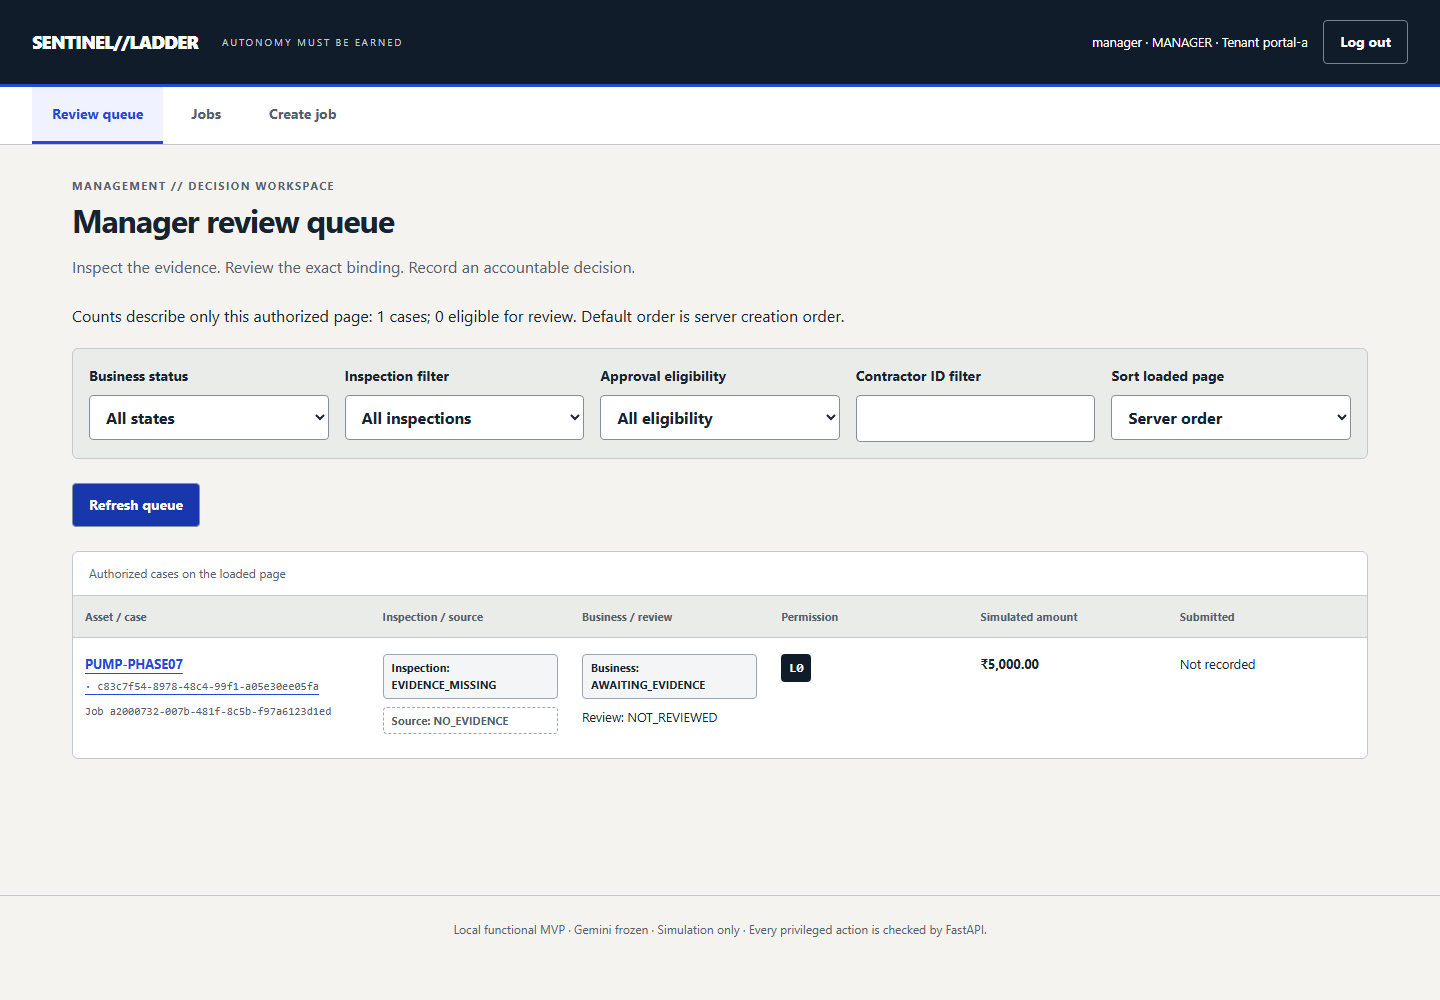 SENTINEL//LADDER AUTONOMY MUST BE EARNED manager · MANAGER · Tenant portal-a Log out
Review queue Jobs Create job
MANAGEMENT // DECISION WORKSPACE
Manager review queue
Inspect the evidence. Review the exact binding. Record an accountable decision.
Counts describe only this authorized page: 1 cases; 0 eligible for review. Default order is server creation order.
Business status Inspection filter Approval eligibility Contractor ID filter Sort loaded page
All states All inspections All eligibility Server order
Refresh queue
Authorized cases on the loaded page
Asset / case Inspection / source Business / review Permission Simulated amount Submitted
PUMP-PHASE07
· c83c7f54-8978-48c4-99f1-a05e30ee05fa
Job a2000732-007b-481f-8c5b-f97a6123d1ed
Inspection:
EVIDENCE_MISSING
Source: NO_EVIDENCE
Business:
AWAITING_EVIDENCE
Review: NOT_REVIEWED
L0
₹5,000.00
Not recorded
Local functional MVP · Gemini frozen · Simulation only · Every privileged action is checked by FastAPI.